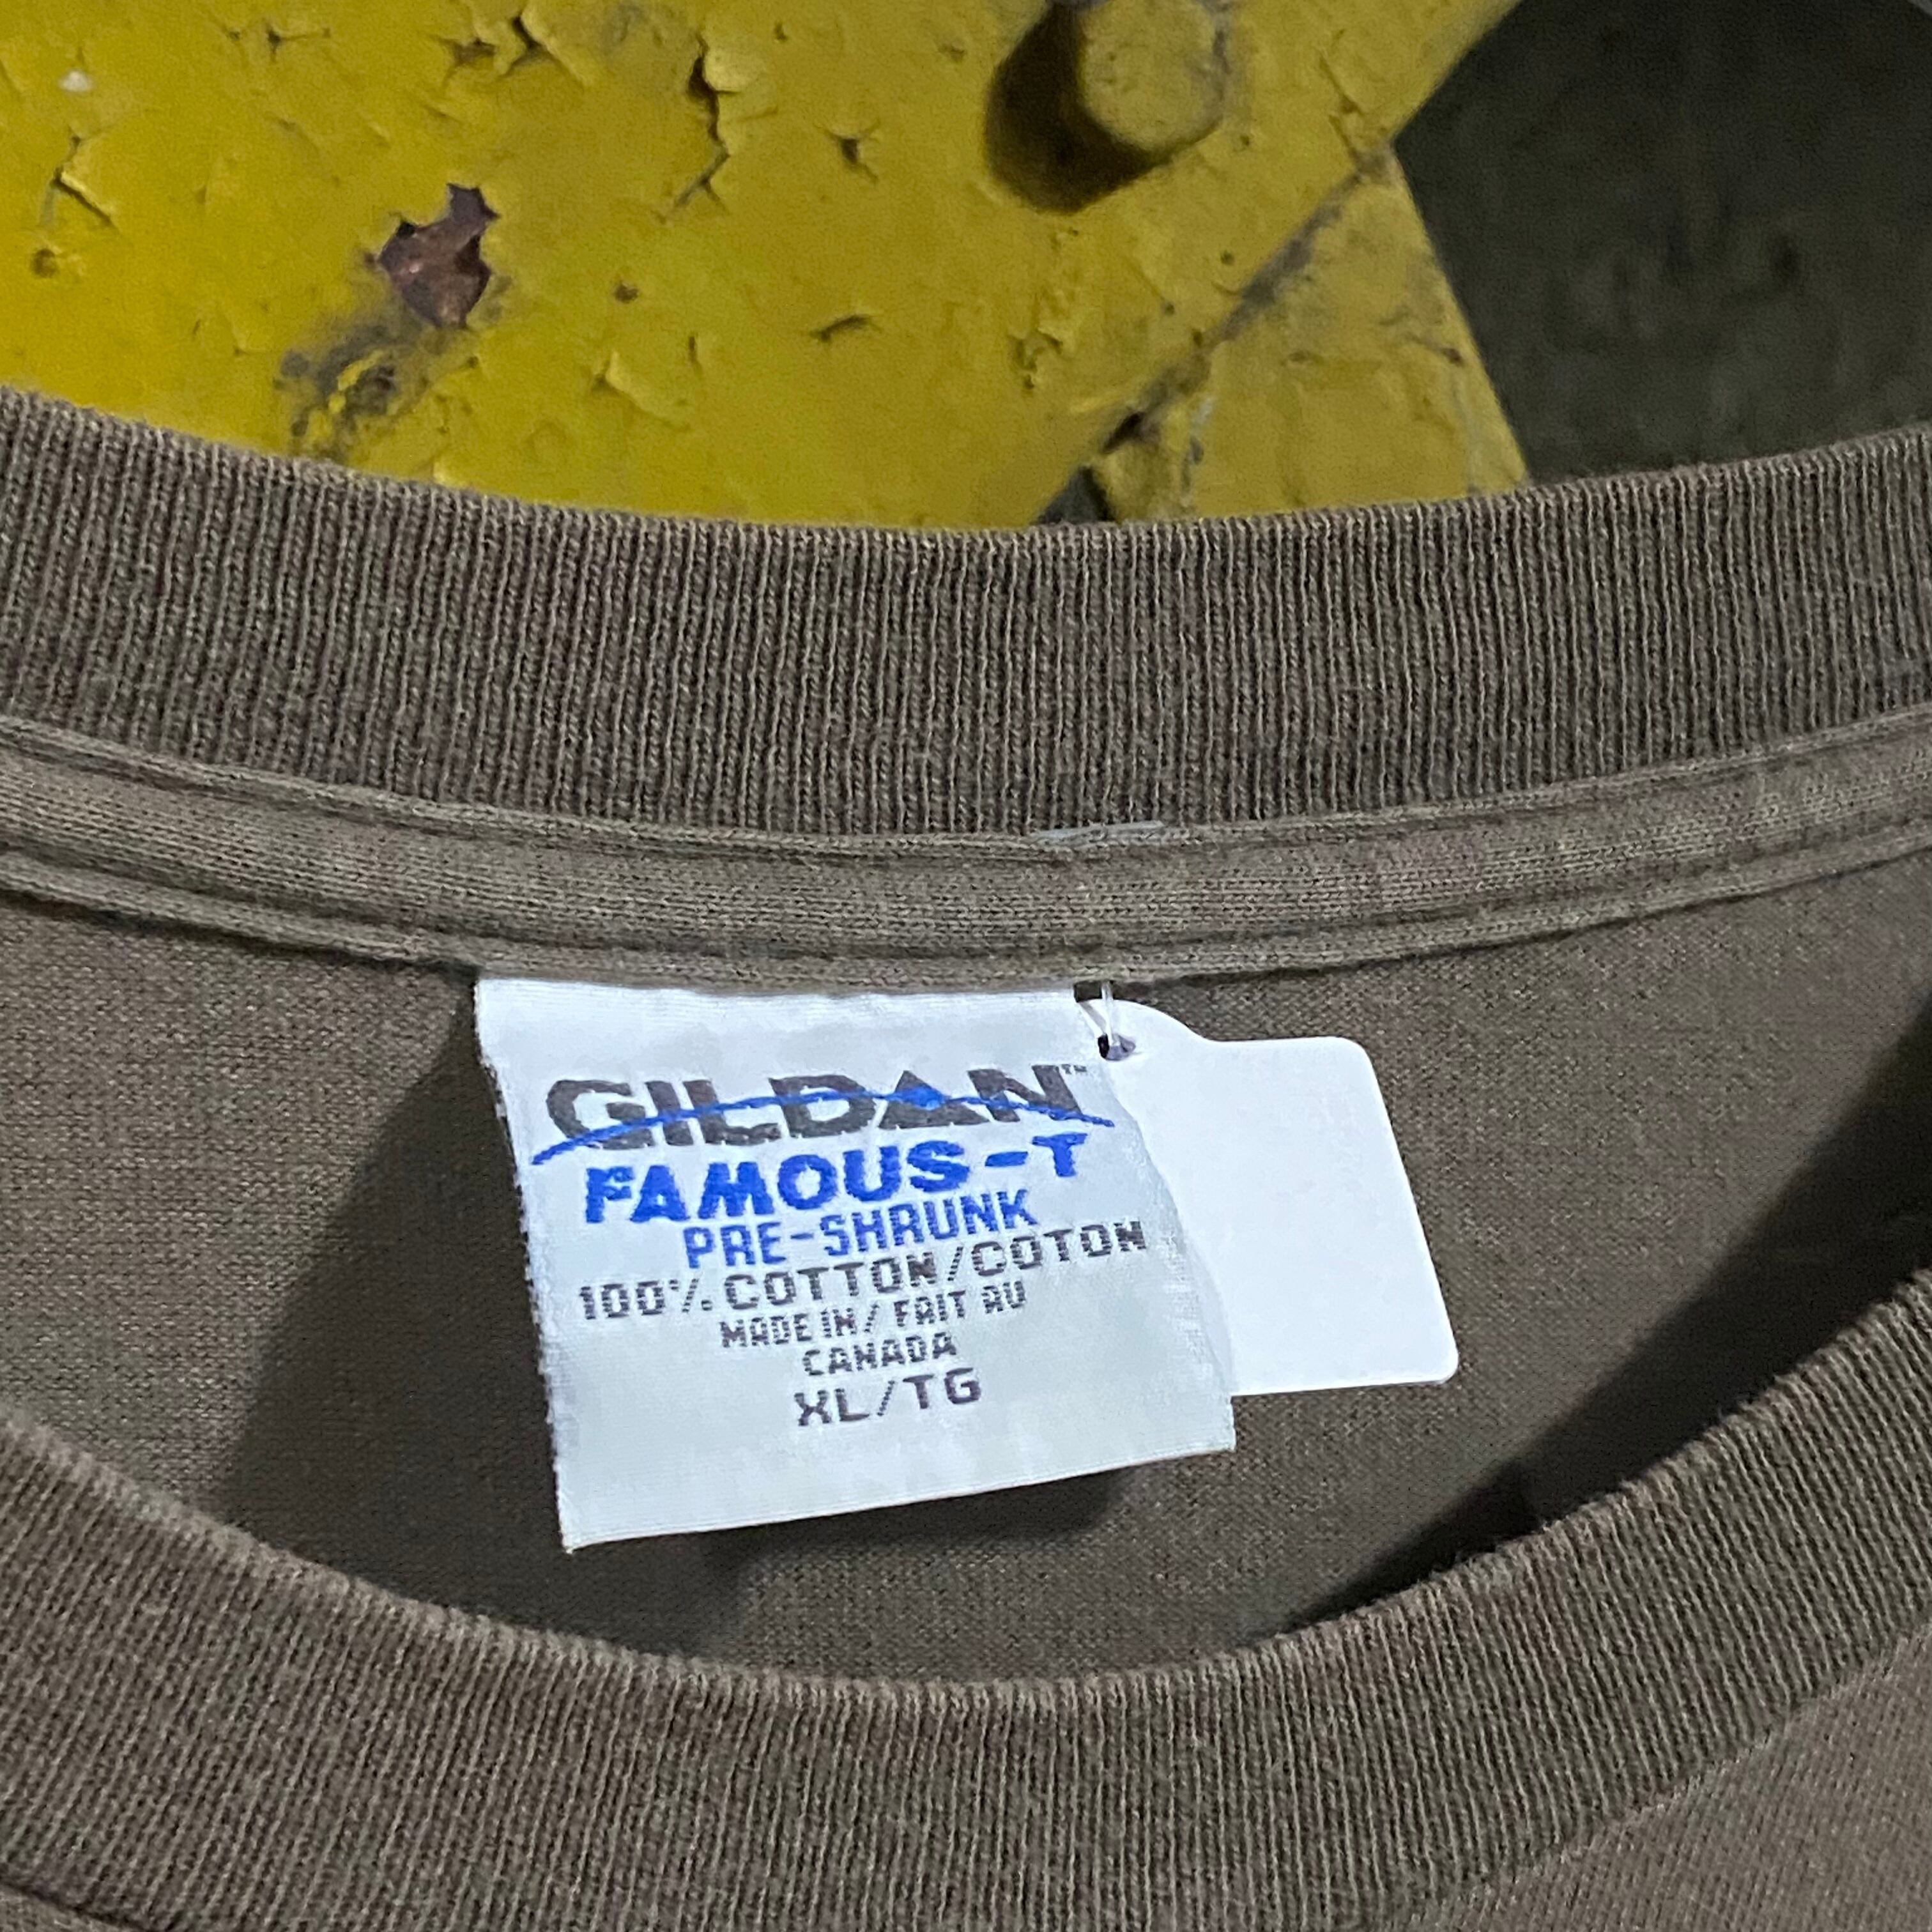 GILDAN™
FAMOUS-T
PRE-SHRUNK
100% COTTON/COTON
MADE IN/FAIT AU
CANADA
XL/TG